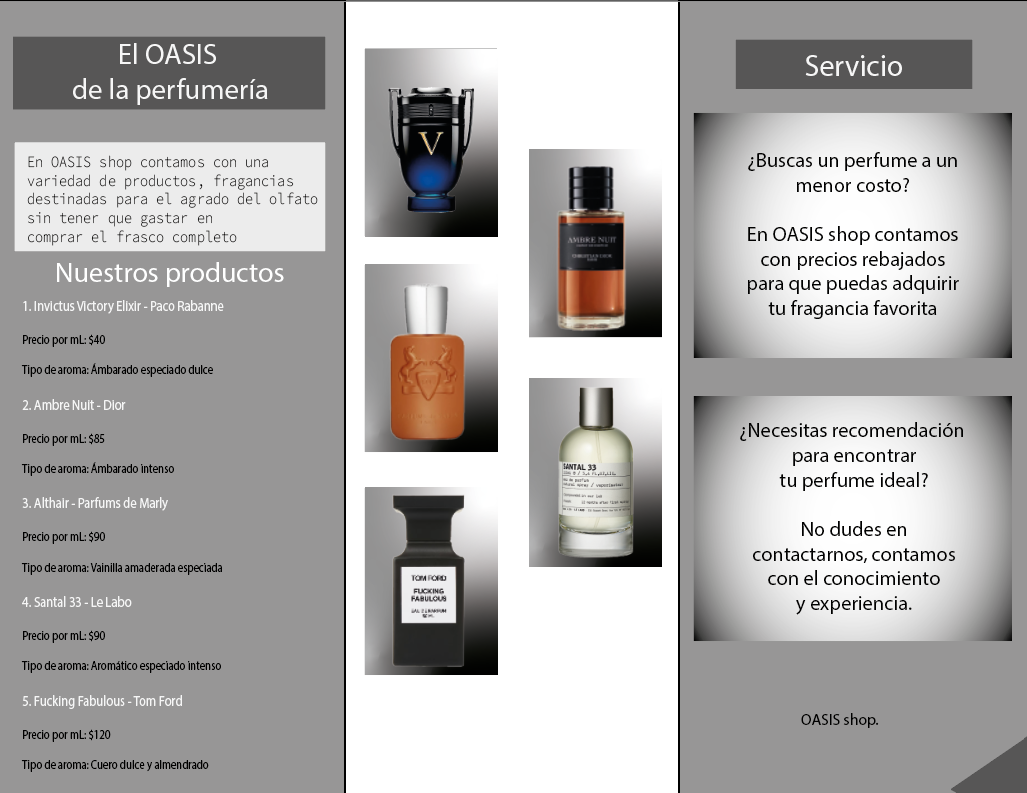 El OASIS
de la perfumería
En OASIS shop contamos con una
variedad de productos, fragancias
destinadas para el agrado del olfato
sin tener que gastar en
comprar el frasco completo
Nuestros productos
1. Invictus Victory Elixir - Paco Rabanne
Precio por mL: $40
Tipo de aroma: Ámbarado especiado dulce
2. Ambre Nuit - Dior
Precio por mL: $85
Tipo de aroma: Ámbarado intenso
3. Althair - Parfums de Marly
Precio por mL: $90
Tipo de aroma: Vainilla amaderada especiada
4. Santal 33 - Le Labo
Precio por mL: $90
Tipo de aroma: Aromático especiado intenso
5. Fucking Fabulous - Tom Ford
Precio por mL: $120
Tipo de aroma: Cuero dulce y almendrado
V
AMBRE NUIT
CHRISTIAN DIOR
SANTAL 33
eau de parfum
TOM FORD
FUCKING
FABULOUS
Servicio
¿Buscas un perfume a un
menor costo?
En OASIS shop contamos
con precios rebajados
para que puedas adquirir
tu fragancia favorita
¿Necesitas recomendación
para encontrar
tu perfume ideal?
No dudes en
contactarnos, contamos
con el conocimiento
y experiencia.
OASIS shop.